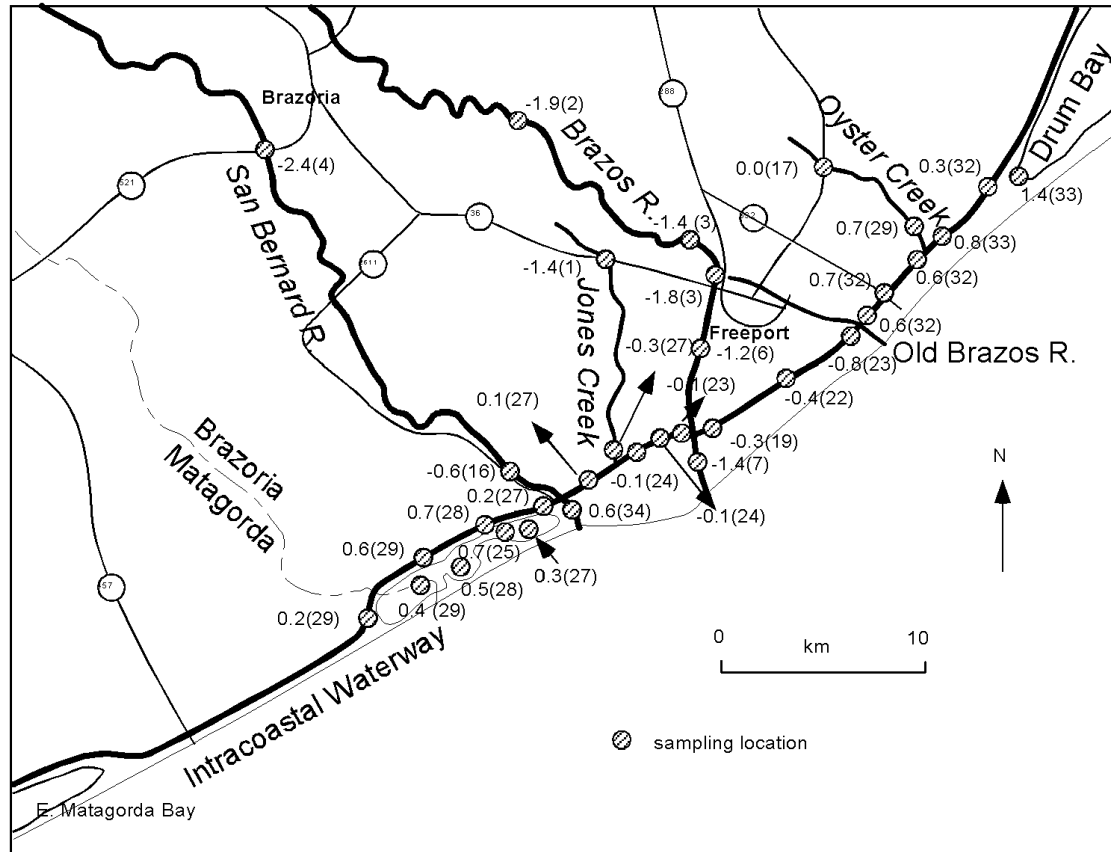 Brazoria
-1.9(2)
Brazos R.
288
Oyster Creek
Drum Bay
-2.4(4)
0.0(17)
0.3(32)
1.4(33)
521
San Bernard R.
36
-1.4 (3)
0.7(29)
0.8(33)
-1.4(1)
Jones Creek
-1.8(3)
0.7(32)
0.6(32)
Freeport
0.6(32)
Old Brazos R.
-0.3(27)
-1.2(6)
-0.8(23)
-0.1(23)
-0.4(22)
0.1(27)
-0.3(19)
Brazoria
Matagorda
-0.6(16)
-0.1(24)
-1.4(7)
N
0.2(27)
0.6(34)
-0.1(24)
0.7(28)
0.6(29)
0.7(25)
0.3(27)
0.5(28)
0.4 (29)
0.2(29)
0
10
km
Intracoastal Waterway
sampling location
E. Matagorda Bay